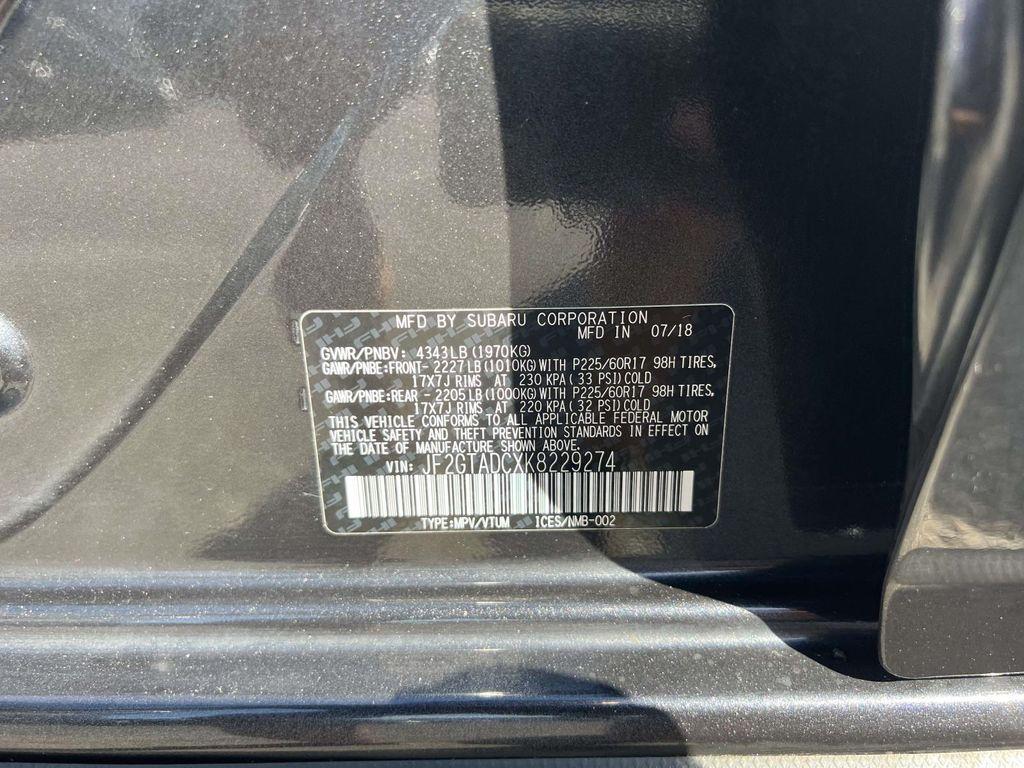 MFD BY SUBARU CORPORATION
MFD IN 07/18
GVWR/PNBV: 4343LB (1970KG)
GAWR/PNBE:FRONT- 2227LB (1010KG) WITH P225/60R17 98H TIRES,
17X7J RIMS AT 230 KPA ( 33 PSI) COLD
GAWR/PNBE:REAR - 2205LB (1000KG) WITH P225/60R17 98H TIRES,
17X7J RIMS AT 220 KPA ( 32 PSI) COLD
THIS VEHICLE CONFORMS TO ALL APPLICABLE FEDERAL MOTOR
VEHICLE SAFETY AND THEFT PREVENTION STANDARDS IN EFFECT ON
THE DATE OF MANUFACTURE SHOWN ABOVE.
VIN: JF2GTADCXK8229274
TYPE:MPV/VTUM ICES/NMB-002